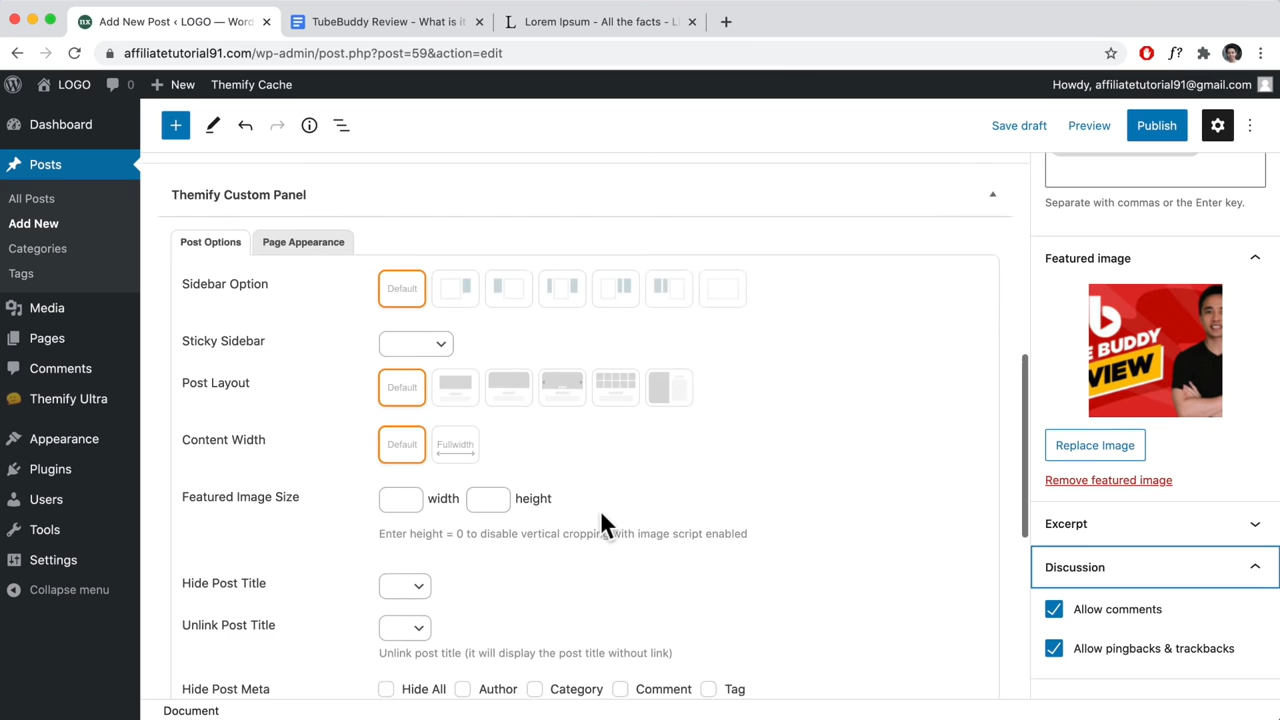 Add New Post ‹ LOGO — Word
TubeBuddy Review - What is it
Lorem Ipsum - All the facts - L
affiliatetutorial91.com/wp-admin/post.php?post=59&action=edit
LOGO
0
New
Themify Cache
Howdy, affiliatetutorial91@gmail.com
Dashboard
Posts
All Posts
Add New
Categories
Tags
Media
Pages
Comments
Themify Ultra
Appearance
Plugins
Users
Tools
Settings
Collapse menu
Save draft
Preview
Publish
Themify Custom Panel
Post Options
Page Appearance
Sidebar Option
Default
Sticky Sidebar
Post Layout
Default
Content Width
Default
Fullwidth
Featured Image Size
width
height
Enter height = 0 to disable vertical cropping with image script enabled
Hide Post Title
Unlink Post Title
Unlink post title (it will display the post title without link)
Hide Post Meta
Hide All
Author
Category
Comment
Tag
Document
Separate with commas or the Enter key.
Featured image
E BUDDY
VIEW
Replace Image
Remove featured image
Excerpt
Discussion
Allow comments
Allow pingbacks & trackbacks